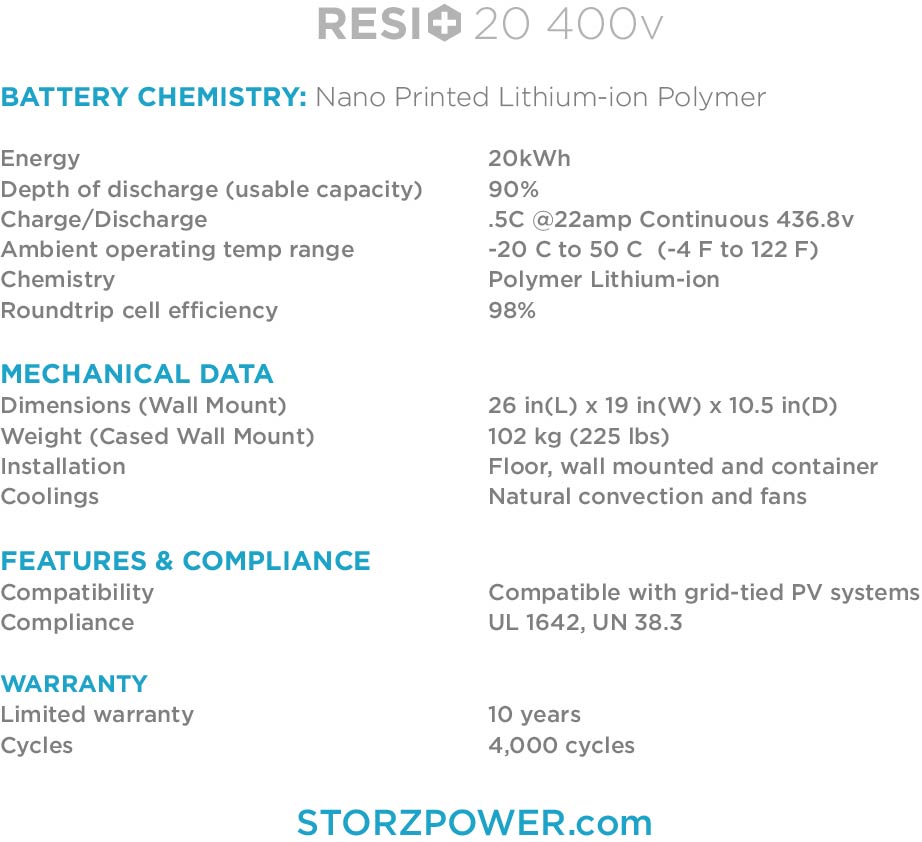 RESI+ 20 400v
BATTERY CHEMISTRY: Nano Printed Lithium-ion Polymer
Energy 20kWh
Depth of discharge (usable capacity) 90%
Charge/Discharge .5C @22amp Continuous 436.8v
Ambient operating temp range -20 C to 50 C (-4 F to 122 F)
Chemistry Polymer Lithium-ion
Roundtrip cell efficiency 98%
MECHANICAL DATA
Dimensions (Wall Mount) 26 in(L) x 19 in(W) x 10.5 in(D)
Weight (Cased Wall Mount) 102 kg (225 lbs)
Installation Floor, wall mounted and container
Coolings Natural convection and fans
FEATURES & COMPLIANCE
Compatibility Compatible with grid-tied PV systems
Compliance UL 1642, UN 38.3
WARRANTY
Limited warranty 10 years
Cycles 4,000 cycles
STORZPOWER.com